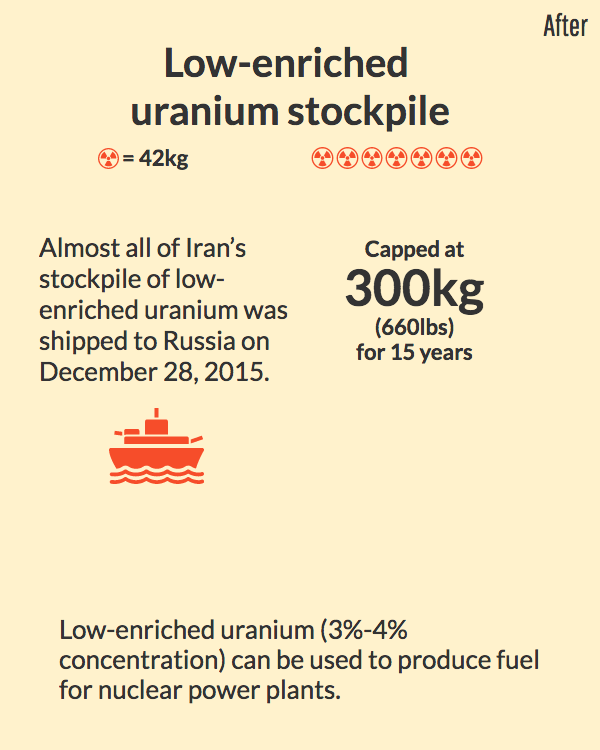 After
Low-enriched
uranium stockpile
= 42kg
Almost all of Iran’s
stockpile of low-
enriched uranium was
shipped to Russia on
December 28, 2015.
Capped at
300kg
(660lbs)
for 15 years
Low-enriched uranium (3%-4%
concentration) can be used to produce fuel
for nuclear power plants.